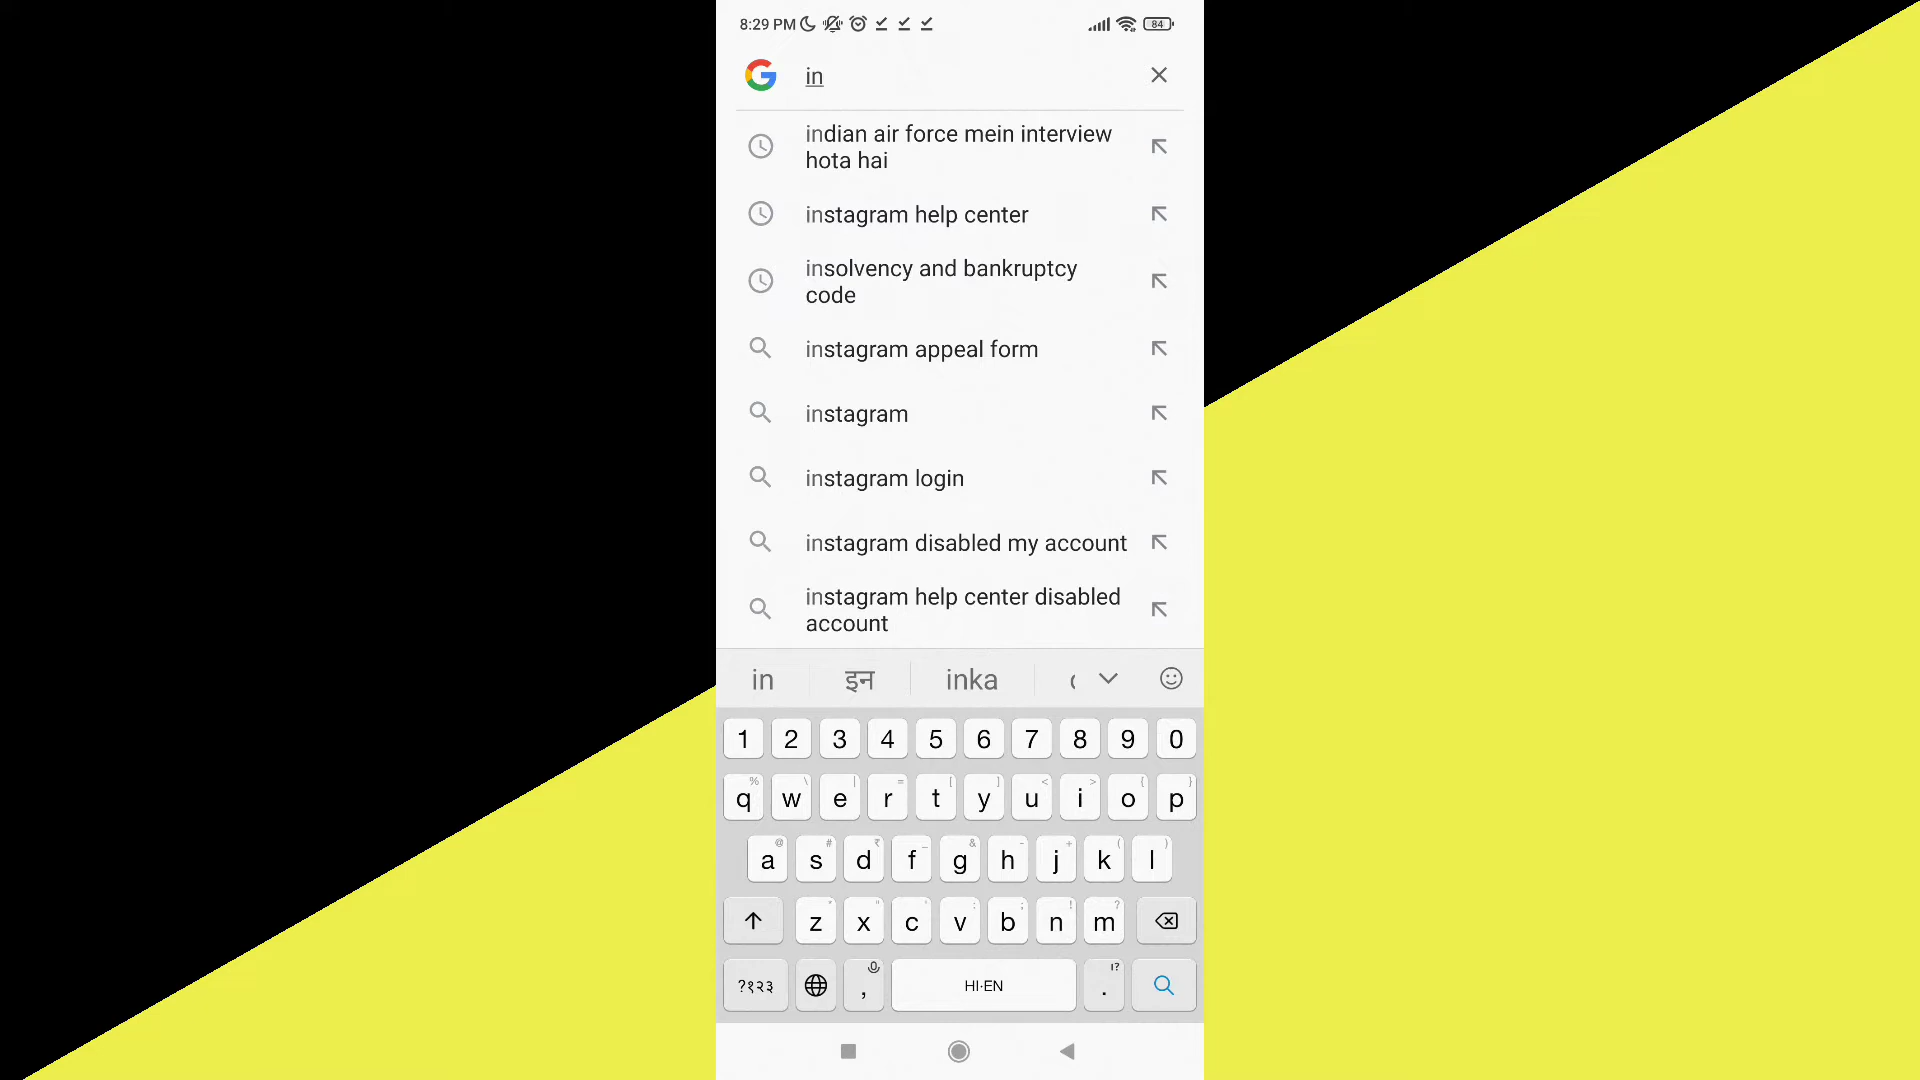 8:29 PM 84
in
indian air force mein interview
hota hai
instagram help center
insolvency and bankruptcy
code
instagram appeal form
instagram
instagram login
instagram disabled my account
instagram help center disabled
account
in इन inka
1 2 3 4 5 6 7 8 9 0
% \ | = [ ] < > { }
q w e r t y u i o p
@ # ₹ _ & - + ( )
a s d f g h j k l
* " ' : ; ! ?
z x c v b n m
!?
?१२३ , HI·EN .